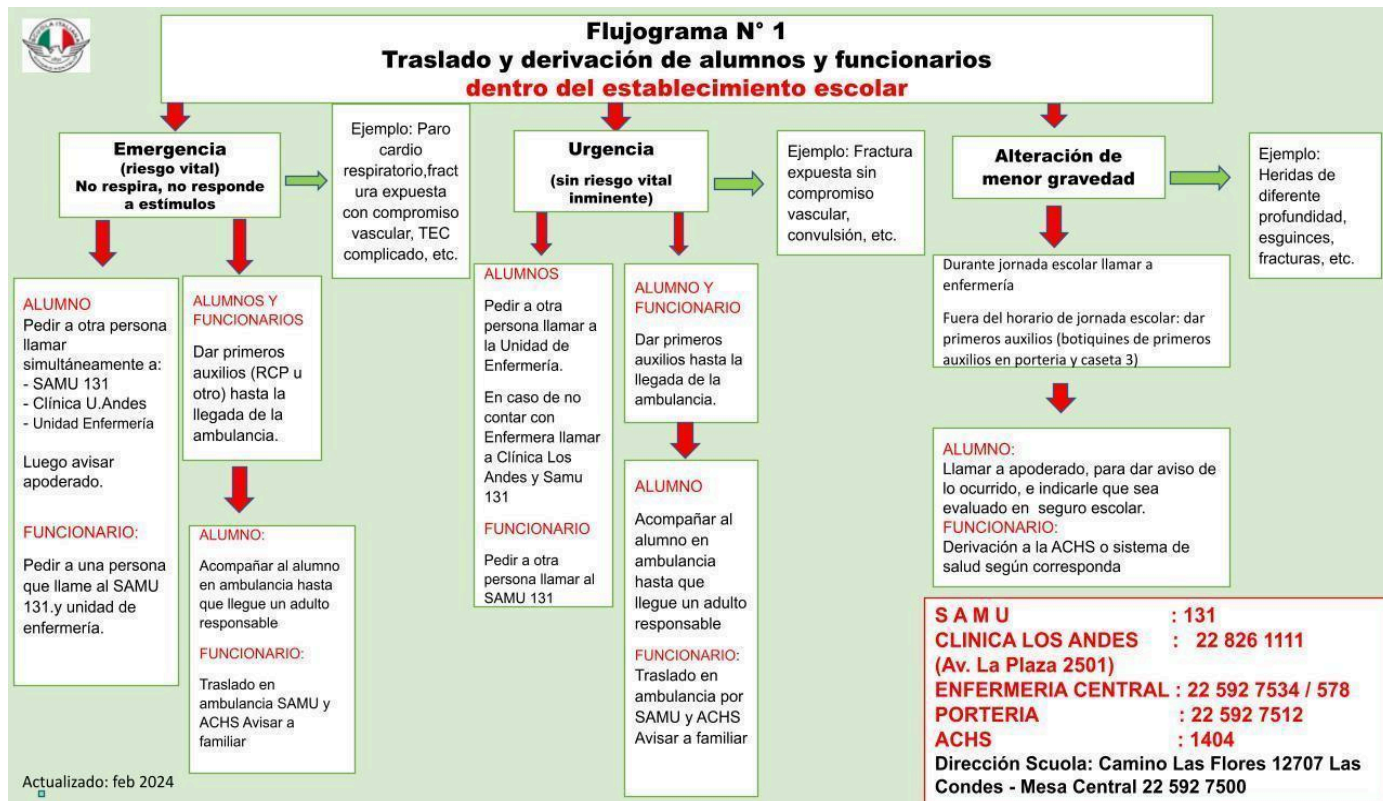 SCUOLA ITALIANA
Flujograma N° 1
Traslado y derivación de alumnos y funcionarios
dentro del establecimiento escolar
Emergencia
(riesgo vital)
No respira, no responde
a estímulos
Ejemplo: Paro
cardio
respiratorio,fract
ura expuesta
con compromiso
vascular, TEC
complicado, etc.
ALUMNO
Pedir a otra persona
llamar
simultáneamente a:
- SAMU 131
- Clínica U.Andes
- Unidad Enfermería
Luego avisar
apoderado.
FUNCIONARIO:
Pedir a una persona
que llame al SAMU
131.y unidad de
enfermería.
ALUMNOS Y
FUNCIONARIOS
Dar primeros
auxilios (RCP u
otro) hasta la
llegada de la
ambulancia.
ALUMNO:
Acompañar al alumno
en ambulancia hasta
que llegue un adulto
responsable
FUNCIONARIO:
Traslado en
ambulancia SAMU y
ACHS Avisar a
familiar
Urgencia
(sin riesgo vital
inminente)
Ejemplo: Fractura
expuesta sin
compromiso
vascular,
convulsión, etc.
ALUMNOS
Pedir a otra
persona llamar a
la Unidad de
Enfermería.
En caso de no
contar con
Enfermera llamar
a Clínica Los
Andes y Samu
131
FUNCIONARIO
Pedir a otra
persona llamar al
SAMU 131
ALUMNO Y
FUNCIONARIO
Dar primeros
auxilios hasta la
llegada de la
ambulancia.
ALUMNO
Acompañar al
alumno en
ambulancia
hasta que
llegue un adulto
responsable
FUNCIONARIO:
Traslado en
ambulancia por
SAMU y ACHS
Avisar a familiar
Alteración de
menor gravedad
Ejemplo:
Heridas de
diferente
profundidad,
esguinces,
fracturas, etc.
Durante jornada escolar llamar a
enfermería
Fuera del horario de jornada escolar: dar
primeros auxilios (botiquines de primeros
auxilios en porteria y caseta 3)
ALUMNO:
Llamar a apoderado, para dar aviso de
lo ocurrido, e indicarle que sea
evaluado en seguro escolar.
FUNCIONARIO:
Derivación a la ACHS o sistema de
salud según corresponda
S A M U : 131
CLINICA LOS ANDES : 22 826 1111
(Av. La Plaza 2501)
ENFERMERIA CENTRAL : 22 592 7534 / 578
PORTERIA : 22 592 7512
ACHS : 1404
Dirección Scuola: Camino Las Flores 12707 Las
Condes - Mesa Central 22 592 7500
Actualizado: feb 2024